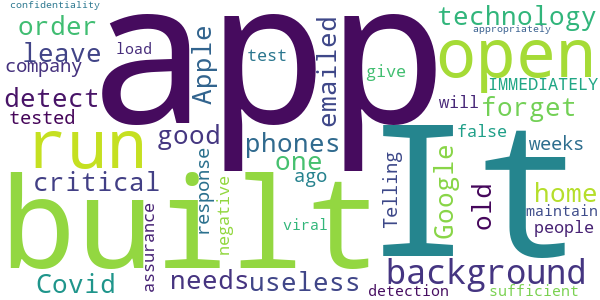 confidentiality
app
technology
order
open
appropriately
leave
Apple
emailed
load
test
company
give
IMMEDIATELY
detect
will
forget
tested
good
phones
false
run
It
weeks
one
critical
built
response
negative
ago
Telling
Google
old
home
maintain
people
viral
assurance
Covid
needs
useless
background
detection
sufficient